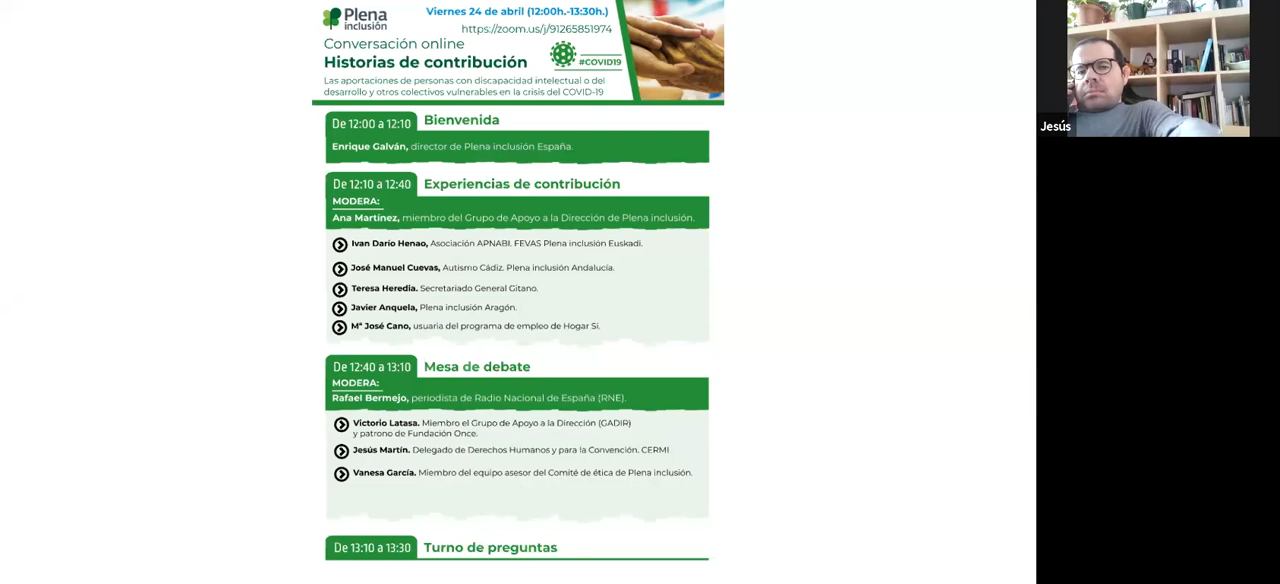 Plena
inclusión
Viernes 24 de abril (12:00h.-13:30h.)
https://zoom.us/j/91265851974
Conversación online
Historias de contribución
#COVID19
Las aportaciones de personas con discapacidad intelectual o del
desarrollo y otros colectivos vulnerables en la crisis del COVID-19
De 12:00 a 12:10
Bienvenida
Enrique Galván, director de Plena inclusión España.
De 12:10 a 12:40
Experiencias de contribución
MODERA:
Ana Martínez, miembro del Grupo de Apoyo a la Dirección de Plena inclusión.
Ivan Darío Henao, Asociación APNABI. FEVAS Plena inclusión Euskadi.
José Manuel Cuevas, Autismo Cádiz. Plena inclusión Andalucía.
Teresa Heredia. Secretariado General Gitano.
Javier Anquela, Plena inclusión Aragón.
Mª José Cano, usuaria del programa de empleo de Hogar Sí.
De 12:40 a 13:10
Mesa de debate
MODERA:
Rafael Bermejo, periodista de Radio Nacional de España (RNE).
Victorio Latasa. Miembro el Grupo de Apoyo a la Dirección (GADIR)
y patrono de Fundación Once.
Jesús Martín. Delegado de Derechos Humanos y para la Convención. CERMI
Vanesa García. Miembro del equipo asesor del Comité de ética de Plena inclusión.
De 13:10 a 13:30
Turno de preguntas
Jesús